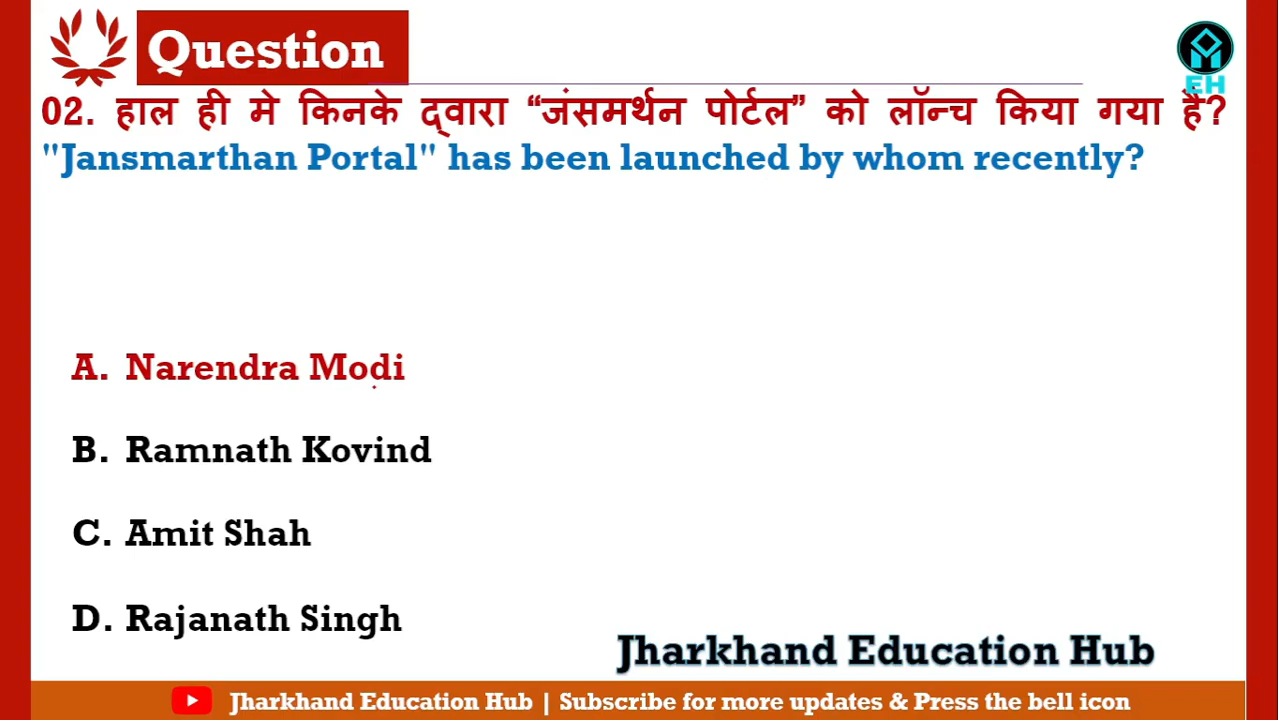 Question
EH
02. हाल ही मे किनके द्वारा “जंसमर्थन पोर्टल” को लॉन्च किया गया है?
"Jansmarthan Portal" has been launched by whom recently?
A. Narendra Modi
B. Ramnath Kovind
C. Amit Shah
D. Rajanath Singh
Jharkhand Education Hub
Jharkhand Education Hub | Subscribe for more updates & Press the bell icon